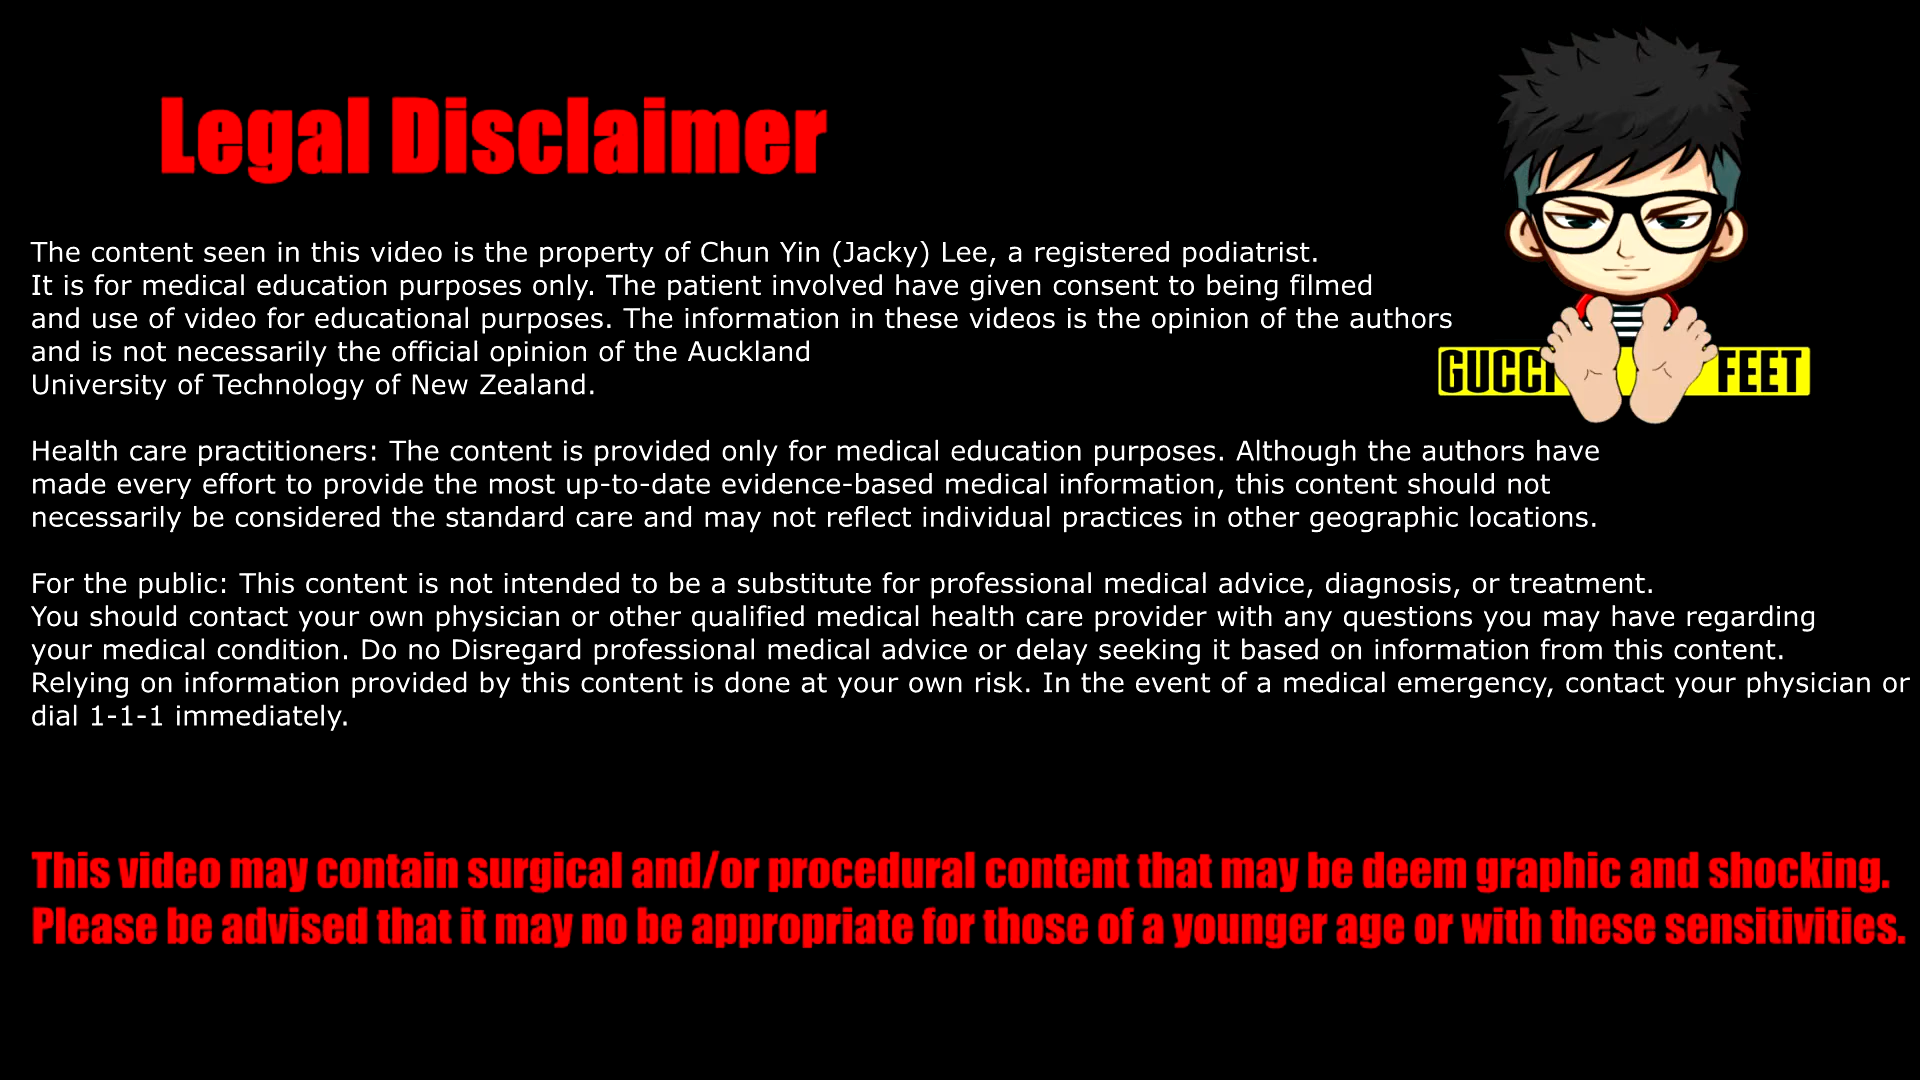 Legal Disclaimer
The content seen in this video is the property of Chun Yin (Jacky) Lee, a registered podiatrist.
It is for medical education purposes only. The patient involved have given consent to being filmed
and use of video for educational purposes. The information in these videos is the opinion of the authors
and is not necessarily the official opinion of the Auckland
University of Technology of New Zealand.
GUCCI FEET
Health care practitioners: The content is provided only for medical education purposes. Although the authors have
made every effort to provide the most up-to-date evidence-based medical information, this content should not
necessarily be considered the standard care and may not reflect individual practices in other geographic locations.
For the public: This content is not intended to be a substitute for professional medical advice, diagnosis, or treatment.
You should contact your own physician or other qualified medical health care provider with any questions you may have regarding
your medical condition. Do no Disregard professional medical advice or delay seeking it based on information from this content.
Relying on information provided by this content is done at your own risk. In the event of a medical emergency, contact your physician or
dial 1-1-1 immediately.
This video may contain surgical and/or procedural content that may be deem graphic and shocking.
Please be advised that it may no be appropriate for those of a younger age or with these sensitivities.